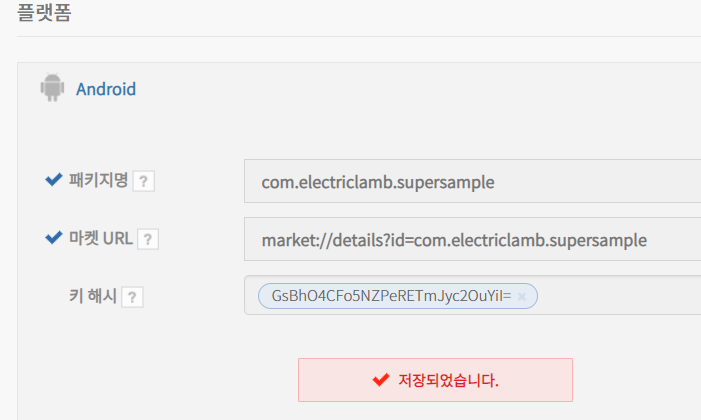 플랫폼
Android
패키지명 ? com.electriclamb.supersample
마켓 URL ? market://details?id=com.electriclamb.supersample
키 해시 ? GsBhO4CFo5NZPeRETmJyc2OuYiI= ×
저장되었습니다.